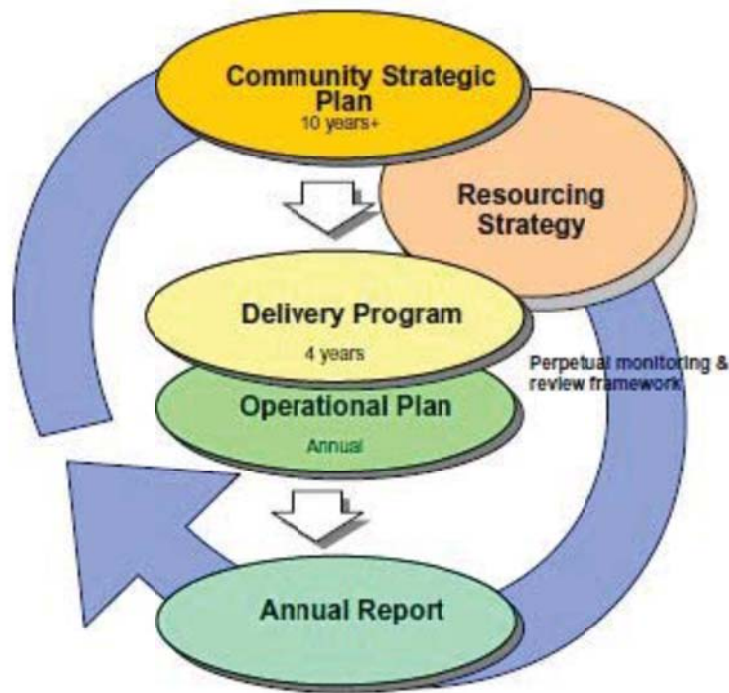 Community Strategic
Plan
10 years+
Resourcing
Strategy
Delivery Program
4 years
Perpetual monitoring &
review framework
Operational Plan
Annual
Annual Report